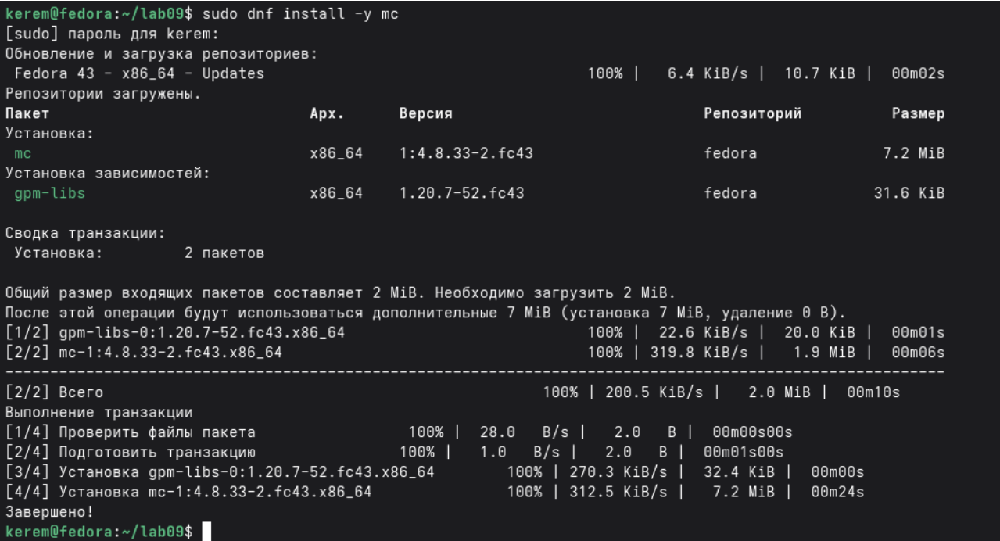 kerem@fedora:~/lab09$ sudo dnf install -y mc
[sudo] пароль для kerem:
Обновление и загрузка репозиториев:
 Fedora 43 - x86_64 - Updates                                     100% |   6.4 KiB/s |  10.7 KiB |  00m02s
Репозитории загружены.
Пакет                             Арх.      Версия                            Репозиторий          Размер
Установка:
 mc                               x86_64    1:4.8.33-2.fc43                   fedora              7.2 MiB
Установка зависимостей:
 gpm-libs                         x86_64    1.20.7-52.fc43                    fedora             31.6 KiB
Сводка транзакции:
 Установка:         2 пакетов
Общий размер входящих пакетов составляет 2 MiB. Необходимо загрузить 2 MiB.
После этой операции будут использоваться дополнительные 7 MiB (установка 7 MiB, удаление 0 B).
[1/2] gpm-libs-0:1.20.7-52.fc43.x86_64                            100% |  22.6 KiB/s |  20.0 KiB |  00m01s
[2/2] mc-1:4.8.33-2.fc43.x86_64                                   100% | 319.8 KiB/s |   1.9 MiB |  00m06s
---------------------------------------------------------------------------------------------------------
[2/2] Всего                                                  100% | 200.5 KiB/s |   2.0 MiB |  00m10s
Выполнение транзакции
[1/4] Проверить файлы пакета                 100% |  28.0   B/s |   2.0   B |  00m00s00s
[2/4] Подготовить транзакцию                100% |   1.0   B/s |   2.0   B |  00m01s00s
[3/4] Установка gpm-libs-0:1.20.7-52.fc43.x86_64        100% | 270.3 KiB/s |  32.4 KiB |  00m00s
[4/4] Установка mc-1:4.8.33-2.fc43.x86_64               100% | 312.5 KiB/s |   7.2 MiB |  00m24s
Завершено!
kerem@fedora:~/lab09$